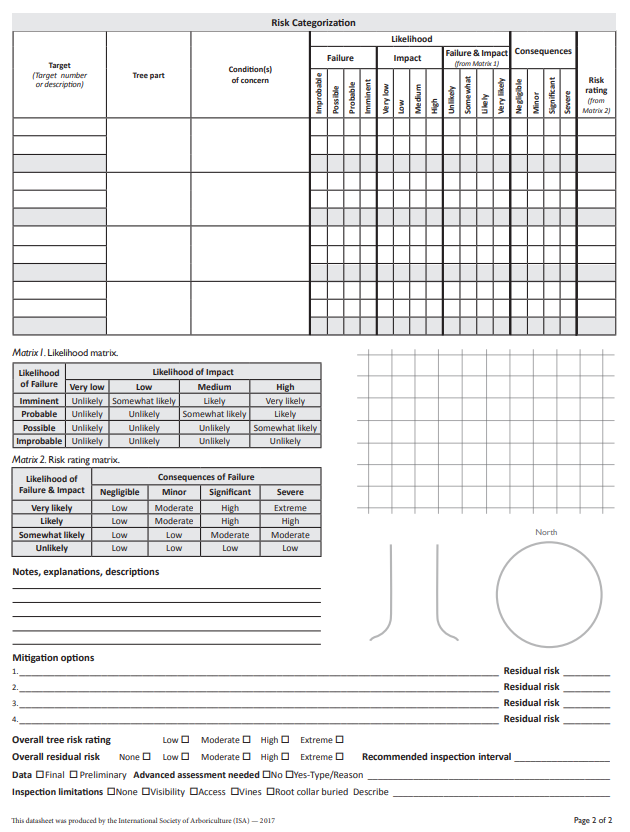 Risk Categorization
Likelihood
Failure Impact Failure & Impact Consequences
(from Matrix 1)
Target Tree part Condition(s) Risk
(Target number of concern rating
or description) (from
Matrix 2)
Improbable Possible Probable Imminent Very low Low Medium High Unlikely Somewhat Likely Very likely Negligible Minor Significant Severe
Matrix 1. Likelihood matrix.
Likelihood of Failure Likelihood of Impact
Very low Low Medium High
Imminent Unlikely Somewhat likely Likely Very likely
Probable Unlikely Unlikely Somewhat likely Likely
Possible Unlikely Unlikely Unlikely Somewhat likely
Improbable Unlikely Unlikely Unlikely Unlikely
Matrix 2. Risk rating matrix.
Likelihood of Failure & Impact Consequences of Failure
Negligible Minor Significant Severe
Very likely Low Moderate High Extreme
Likely Low Moderate High High
Somewhat likely Low Low Moderate Moderate
Unlikely Low Low Low Low
North
Notes, explanations, descriptions
Mitigation options
1. Residual risk
2. Residual risk
3. Residual risk
4. Residual risk
Overall tree risk rating Low ☐ Moderate ☐ High ☐ Extreme ☐
Overall residual risk None ☐ Low ☐ Moderate ☐ High ☐ Extreme ☐ Recommended inspection interval
Data ☐Final ☐ Preliminary Advanced assessment needed ☐No ☐Yes-Type/Reason
Inspection limitations ☐None ☐Visibility ☐Access ☐Vines ☐Root collar buried Describe
This datasheet was produced by the International Society of Arboriculture (ISA) — 2017 Page 2 of 2